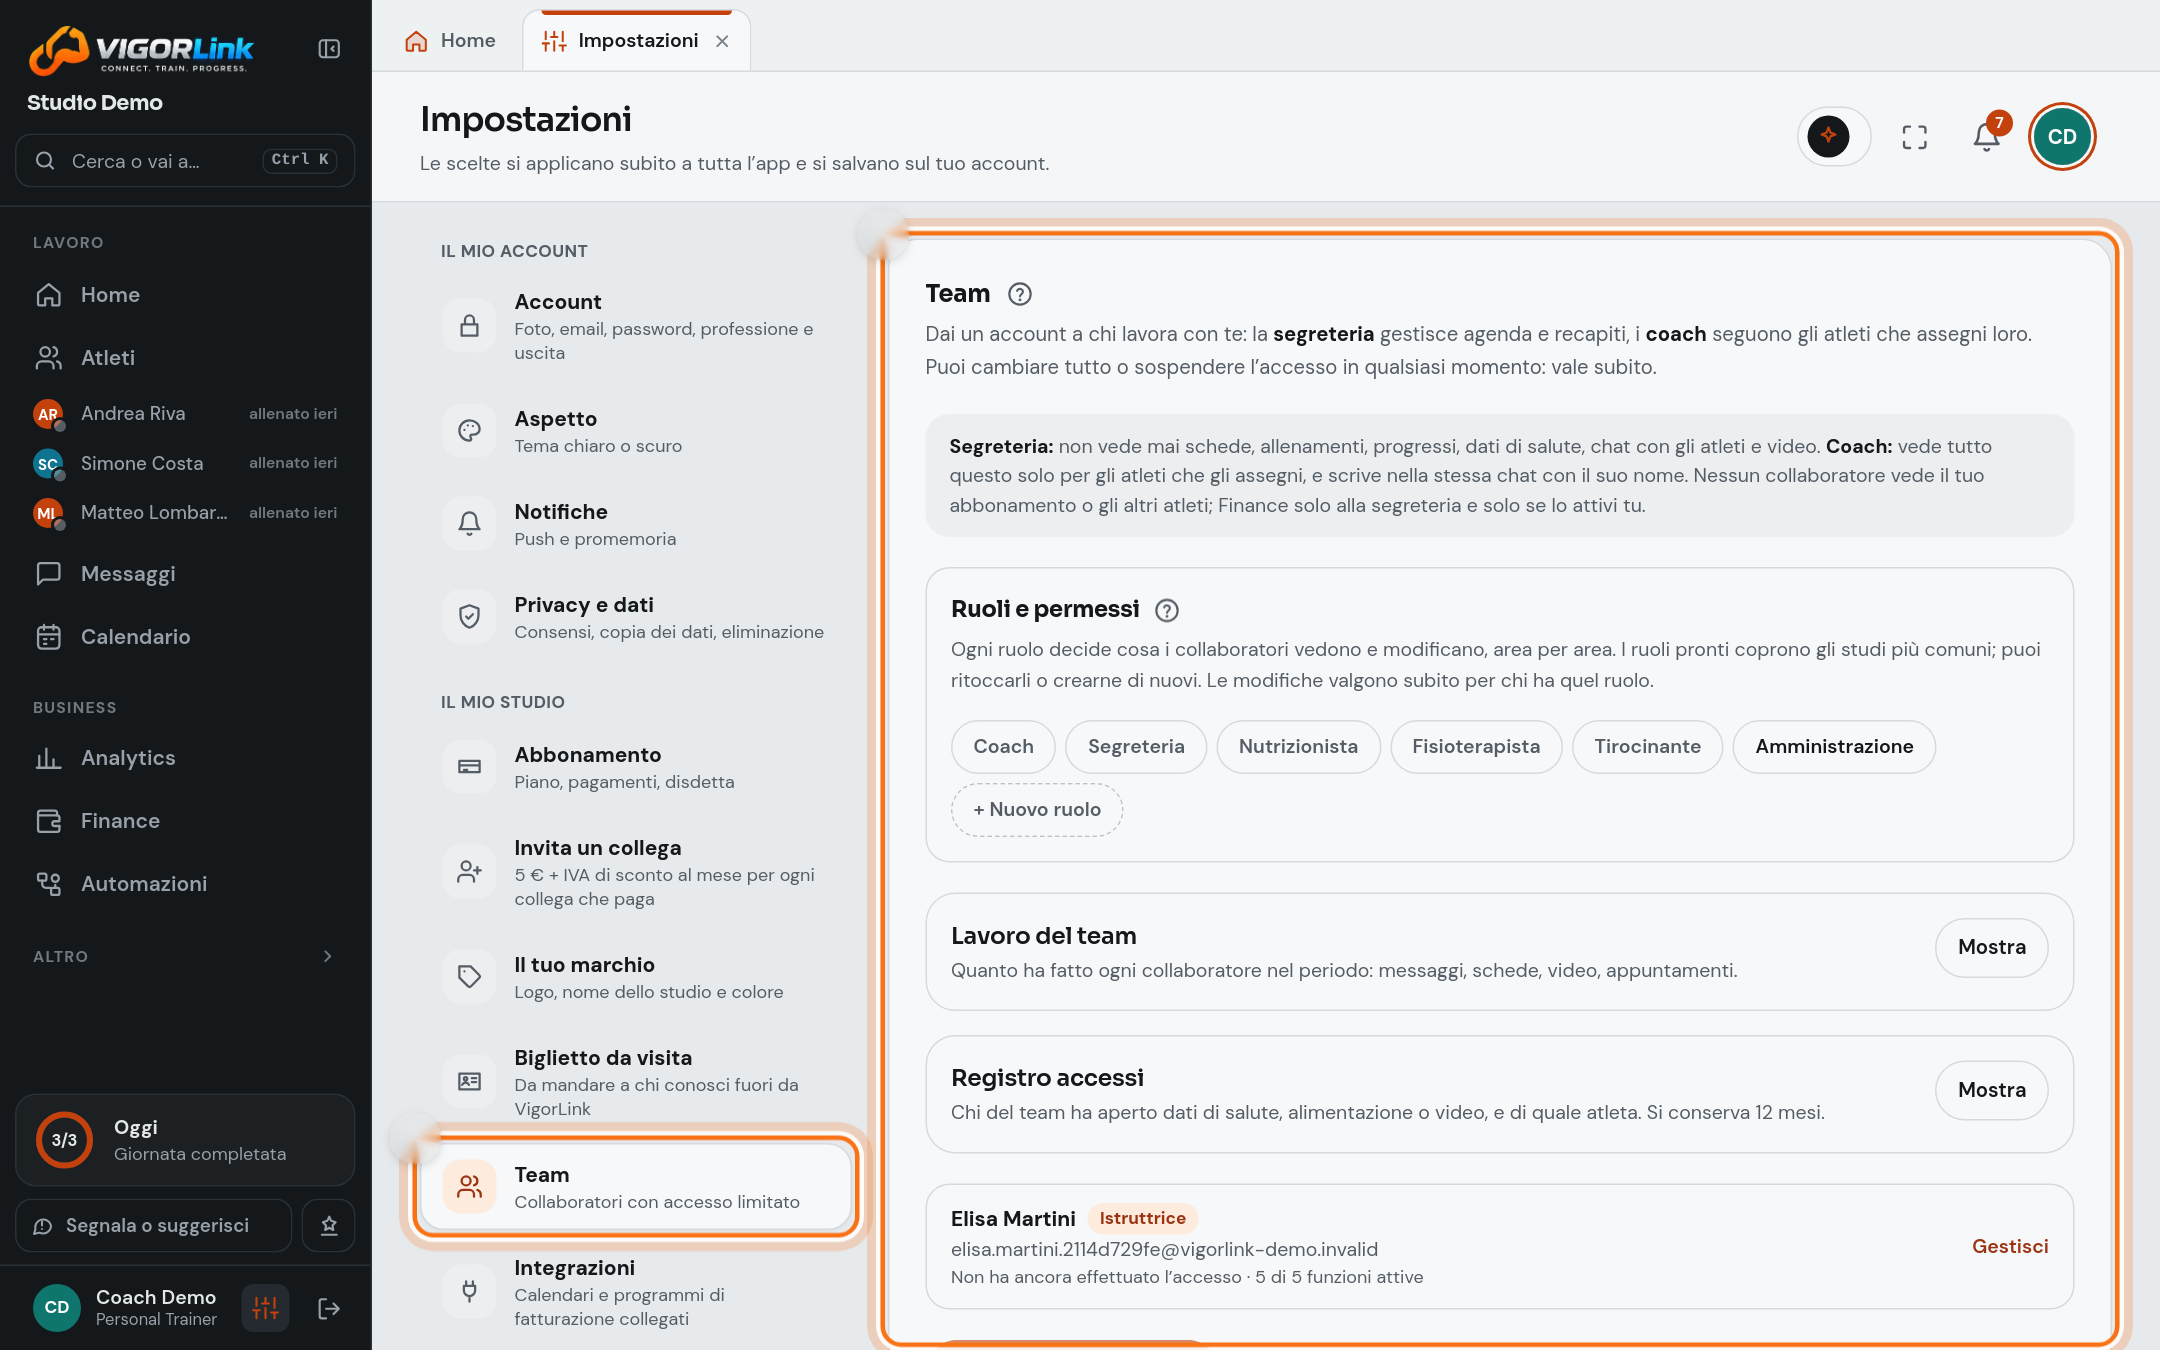 VIGORLink
CONNECT. TRAIN. PROGRESS.
Studio Demo
Cerca o vai a...
Ctrl K
LAVORO
Home
Atleti
AR Andrea Riva allenato ieri
SC Simone Costa allenato ieri
Matteo Lombar... allenato ieri
Messaggi
Calendario
BUSINESS
Analytics
Finance
Automazioni
ALTRO
3/3
Oggi
Giornata completata
Segnala o suggerisci
CD
Coach Demo
Personal Trainer
Home
Impostazioni
Impostazioni
Le scelte si applicano subito a tutta l’app e si salvano sul tuo account.
7
CD
IL MIO ACCOUNT
Account
Foto, email, password, professione e
uscita
Aspetto
Tema chiaro o scuro
Notifiche
Push e promemoria
Privacy e dati
Consensi, copia dei dati, eliminazione
IL MIO STUDIO
Abbonamento
Piano, pagamenti, disdetta
Invita un collega
5 € + IVA di sconto al mese per ogni
collega che paga
Il tuo marchio
Logo, nome dello studio e colore
Biglietto da visita
Da mandare a chi conosci fuori da
VigorLink
Team
Collaboratori con accesso limitato
Integrazioni
Calendari e programmi di
fatturazione collegati
Team
Dai un account a chi lavora con te: la segreteria gestisce agenda e recapiti, i coach seguono gli atleti che assegni loro.
Puoi cambiare tutto o sospendere l’accesso in qualsiasi momento: vale subito.
Segreteria: non vede mai schede, allenamenti, progressi, dati di salute, chat con gli atleti e video. Coach: vede tutto
questo solo per gli atleti che gli assegni, e scrive nella stessa chat con il suo nome. Nessun collaboratore vede il tuo
abbonamento o gli altri atleti; Finance solo alla segreteria e solo se lo attivi tu.
Ruoli e permessi
Ogni ruolo decide cosa i collaboratori vedono e modificano, area per area. I ruoli pronti coprono gli studi più comuni; puoi
ritoccarli o crearne di nuovi. Le modifiche valgono subito per chi ha quel ruolo.
Coach
Segreteria
Nutrizionista
Fisioterapista
Tirocinante
Amministrazione
+ Nuovo ruolo
Lavoro del team
Quanto ha fatto ogni collaboratore nel periodo: messaggi, schede, video, appuntamenti.
Mostra
Registro accessi
Chi del team ha aperto dati di salute, alimentazione o video, e di quale atleta. Si conserva 12 mesi.
Mostra
Elisa Martini Istruttrice
elisa.martini.2114d729fe@vigorlink-demo.invalid
Non ha ancora effettuato l’accesso · 5 di 5 funzioni attive
Gestisci